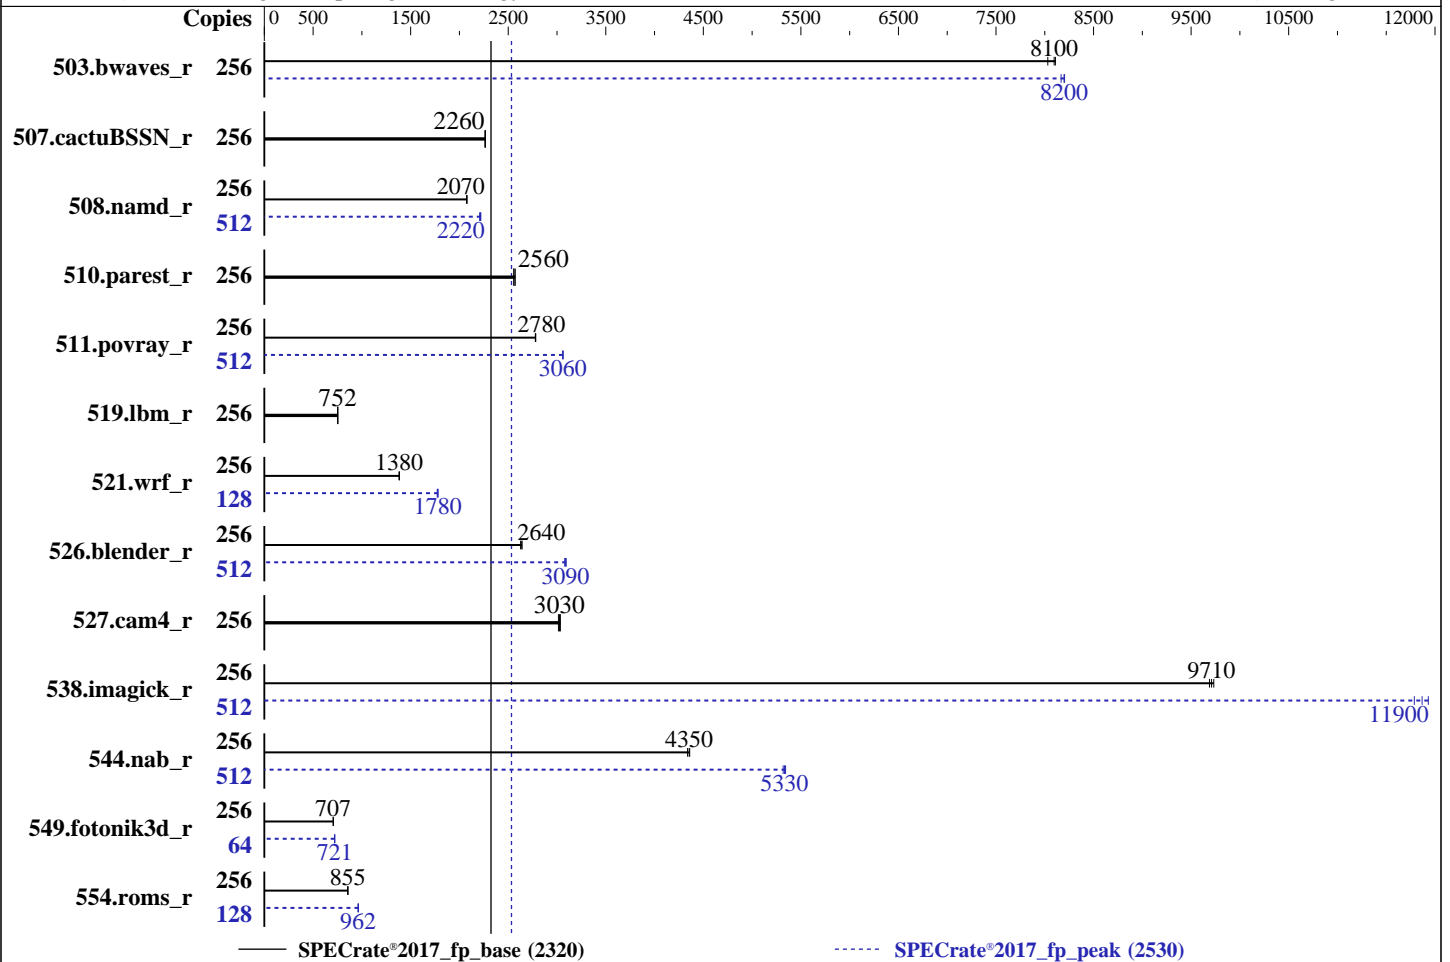 Copies 0 500 1500 2500 3500 4500 5500 6500 7500 8500 9500 10500 12000
8100
503.bwaves_r 256
8200
2260
507.cactuBSSN_r 256
256 2070
508.namd_r
512 2220
2560
510.parest_r 256
256 2780
511.povray_r
512 3060
752
519.lbm_r 256
256 1380
521.wrf_r
128 1780
256 2640
526.blender_r
512 3090
3030
527.cam4_r 256
256 9710
538.imagick_r
512 11900
256 4350
544.nab_r
512 5330
256 707
549.fotonik3d_r
64 721
256 855
554.roms_r
128 962
SPECrate®2017_fp_base (2320) SPECrate®2017_fp_peak (2530)